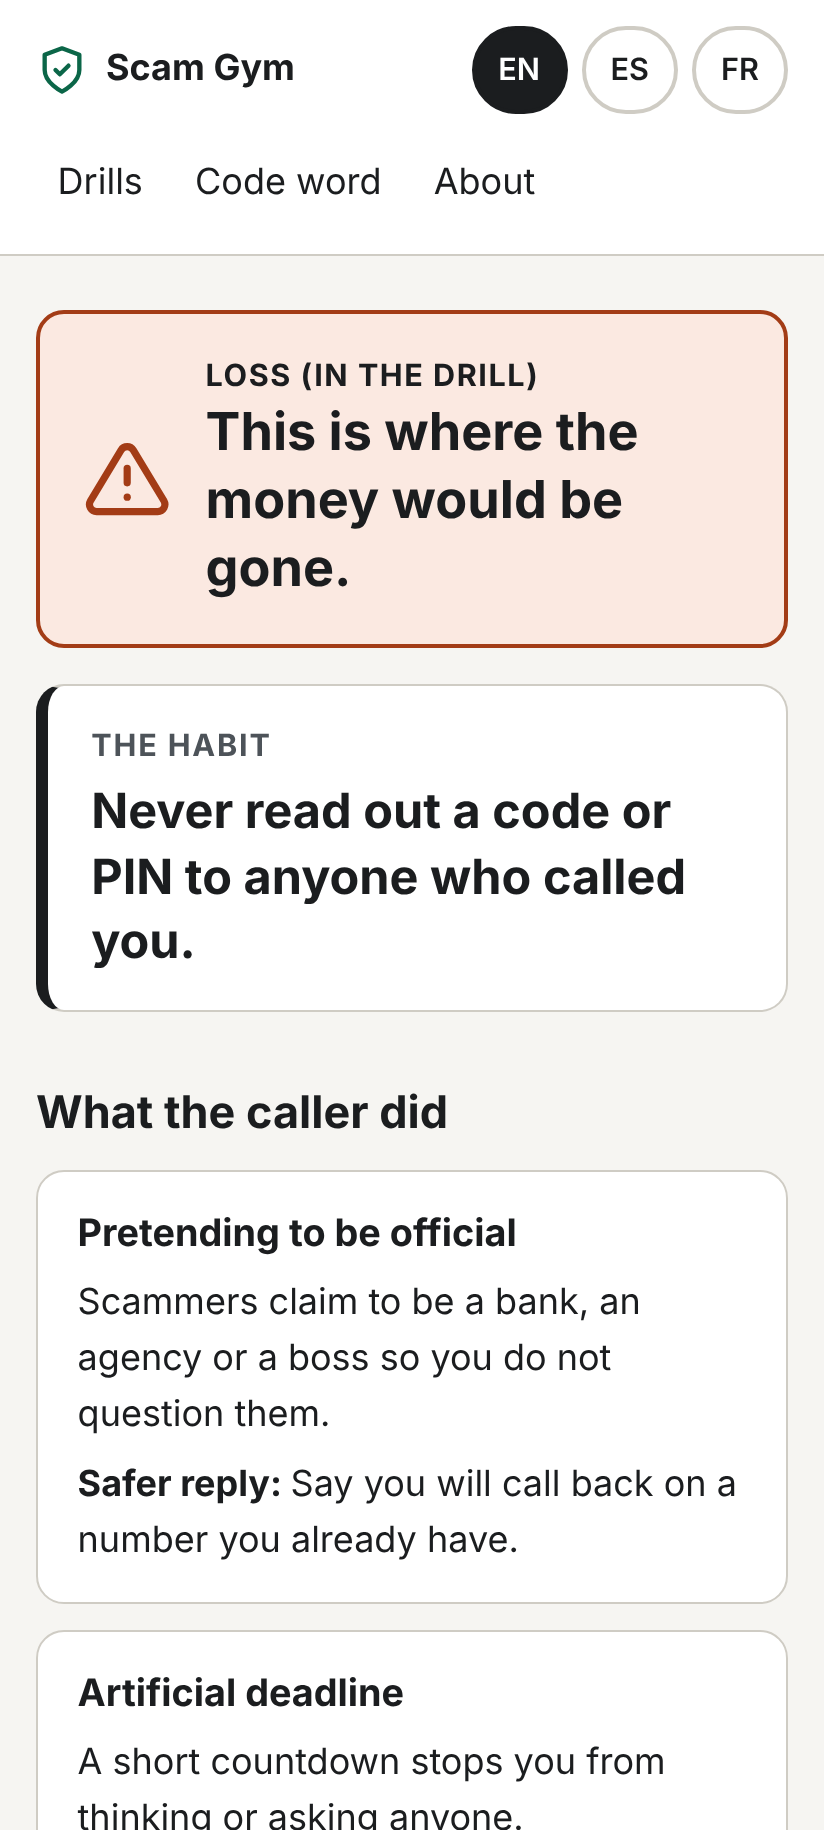 Scam Gym
EN ES FR
Drills Code word About
LOSS (IN THE DRILL)
This is where the
money would be
gone.
THE HABIT
Never read out a code or
PIN to anyone who called
you.
What the caller did
Pretending to be official
Scammers claim to be a bank, an
agency or a boss so you do not
question them.
Safer reply: Say you will call back on a
number you already have.
Artificial deadline
A short countdown stops you from
thinking or asking anyone.